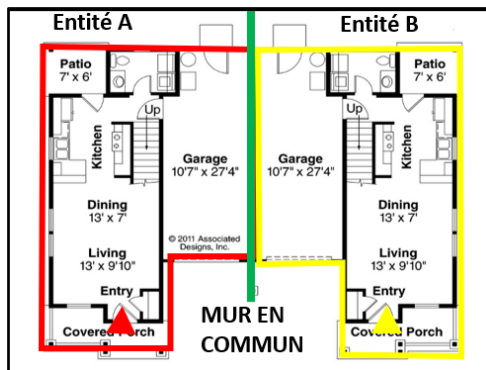 Entité A
Entité B
Patio
7' x 6'
Patio
7' x 6'
Up
Up
Kitchen
Kitchen
Garage
10'7" x 27'4"
Garage
10'7" x 27'4"
Dining
13' x 7'
Dining
13' x 7'
© 2011 Associated
Designs, Inc.
Living
13' x 9'10"
Living
13' x 9'10"
Entry
Entry
MUR EN
COMMUN
Covered Porch
Covered Porch